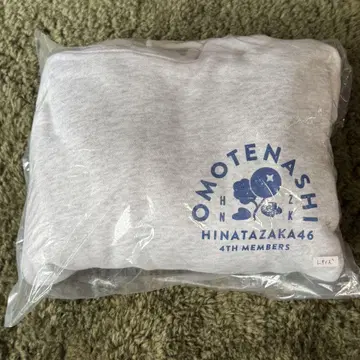 OMOTENASHI
H Z
N K
HINATAZAKA46
4TH MEMBERS